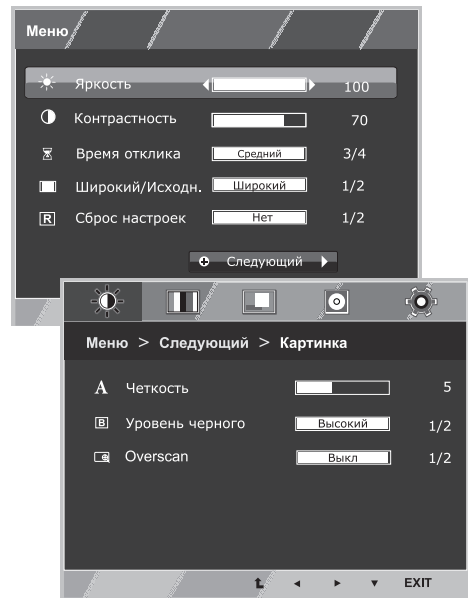 Меню
Яркость 100
Контрастность 70
Время отклика Средний 3/4
Широкий/Исходн. Широкий 1/2
R Сброс настроек Нет 1/2
Следующий
Меню > Следующий > Картинка
A Четкость 5
B Уровень черного Высокий 1/2
Overscan Выкл 1/2
EXIT